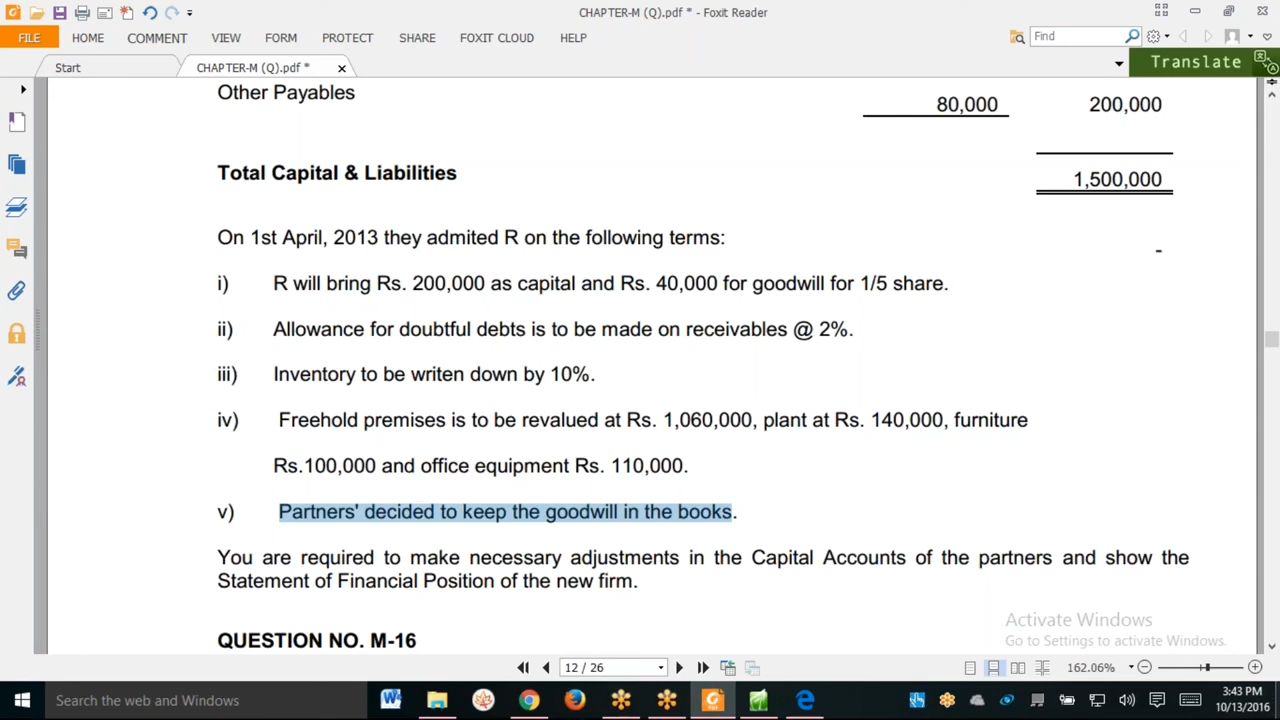 CHAPTER-M (Q).pdf * - Foxit Reader
FILE HOME COMMENT VIEW FORM PROTECT SHARE FOXIT CLOUD HELP Find
Start CHAPTER-M (Q).pdf * Translate
Other Payables 80,000 200,000
Total Capital & Liabilities 1,500,000
On 1st April, 2013 they admited R on the following terms: -
i) R will bring Rs. 200,000 as capital and Rs. 40,000 for goodwill for 1/5 share.
ii) Allowance for doubtful debts is to be made on receivables @ 2%.
iii) Inventory to be writen down by 10%.
iv) Freehold premises is to be revalued at Rs. 1,060,000, plant at Rs. 140,000, furniture
Rs.100,000 and office equipment Rs. 110,000.
v) Partners' decided to keep the goodwill in the books.
You are required to make necessary adjustments in the Capital Accounts of the partners and show the
Statement of Financial Position of the new firm.
Activate Windows
Go to Settings to activate Windows.
QUESTION NO. M-16
12 / 26 162.06%
Search the web and Windows 3:43 PM
10/13/2016